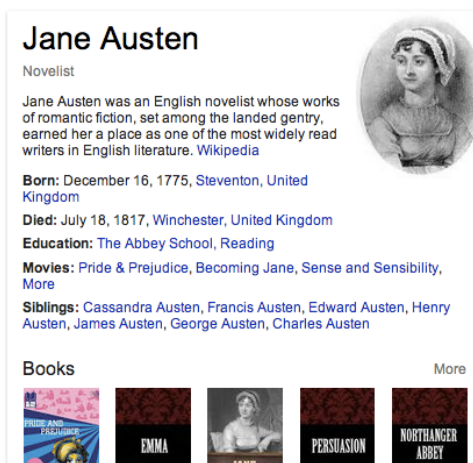 Jane Austen
Novelist
Jane Austen was an English novelist whose works
of romantic fiction, set among the landed gentry,
earned her a place as one of the most widely read
writers in English literature. Wikipedia
Born: December 16, 1775, Steventon, United
Kingdom
Died: July 18, 1817, Winchester, United Kingdom
Education: The Abbey School, Reading
Movies: Pride & Prejudice, Becoming Jane, Sense and Sensibility,
More
Siblings: Cassandra Austen, Francis Austen, Edward Austen, Henry
Austen, James Austen, George Austen, Charles Austen
Books More
PRIDE AND
PREJUDICE
EMMA
JANE
PERSUASION
NORTHANGER
ABBEY